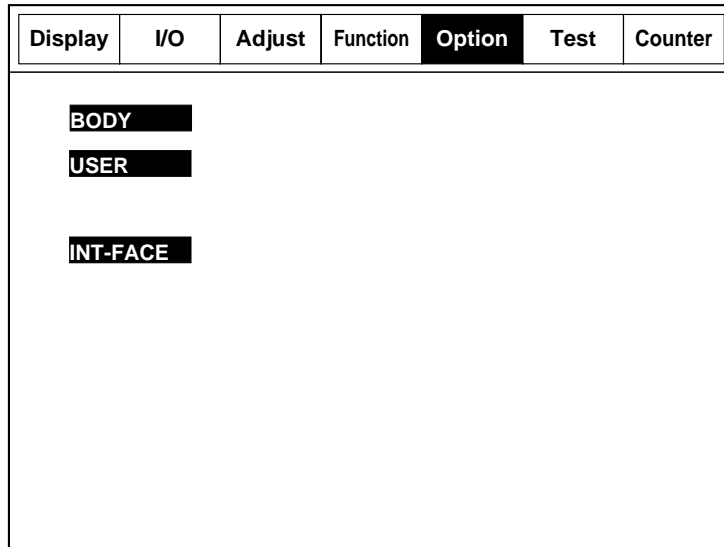 Display I/O Adjust Function Option Test Counter
BODY
USER
INT-FACE